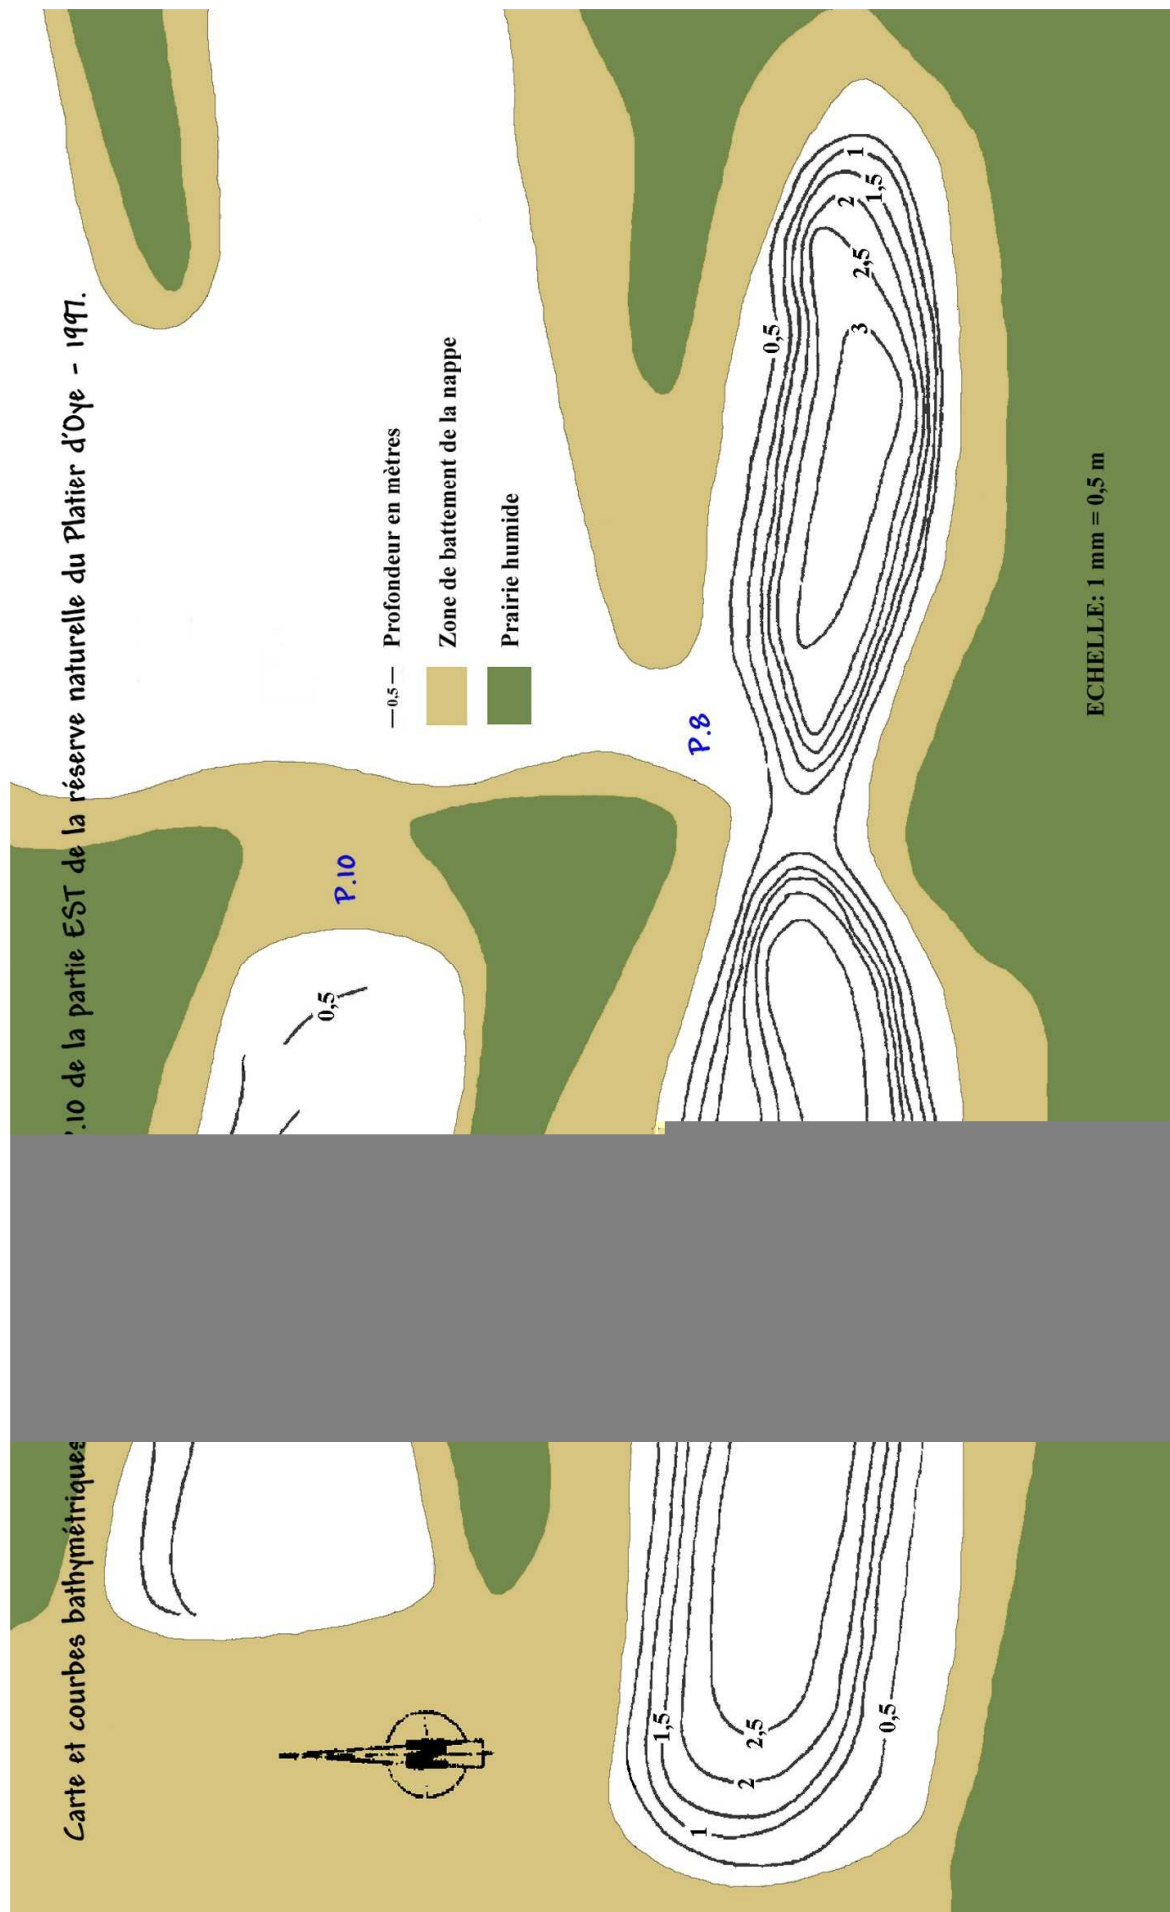 Carte et courbes bathymétriques P.10 de la partie EST de la réserve naturelle du Platier d'Oye - 1997.
0,5 Profondeur en mètres
Zone de battement de la nappe
Prairie humide
P.10
0,5
P.8
0,5
1
1,5
2
2,5
3
1,5
2,5
2
1
0,5
ECHELLE: 1 mm = 0,5 m